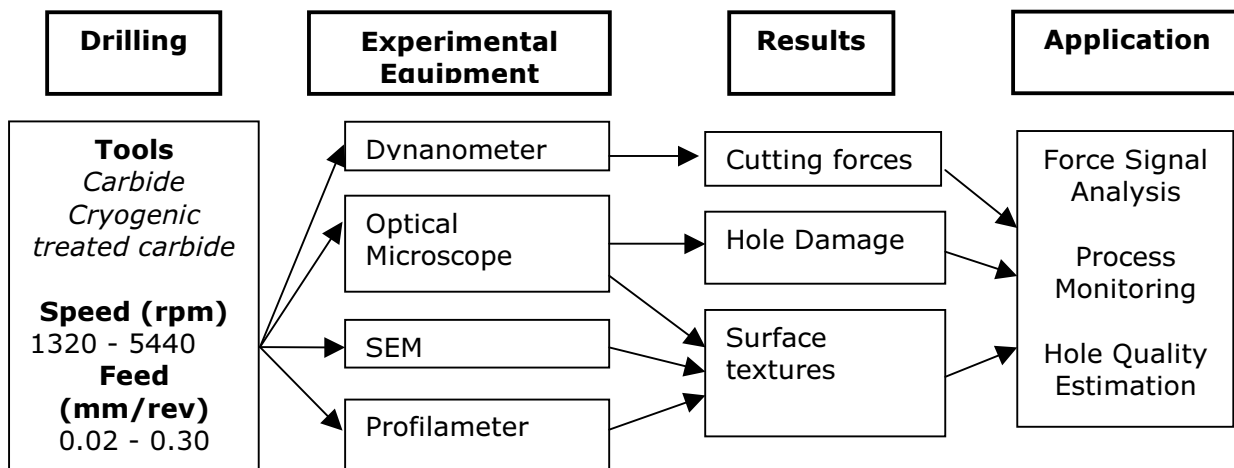 Drilling
Experimental
Equipment
Results
Application
Tools
Carbide
Cryogenic
treated carbide
Speed (rpm)
1320 - 5440
Feed
(mm/rev)
0.02 - 0.30
Dynanometer
Optical
Microscope
SEM
Profilameter
Cutting forces
Hole Damage
Surface
textures
Force Signal
Analysis
Process
Monitoring
Hole Quality
Estimation